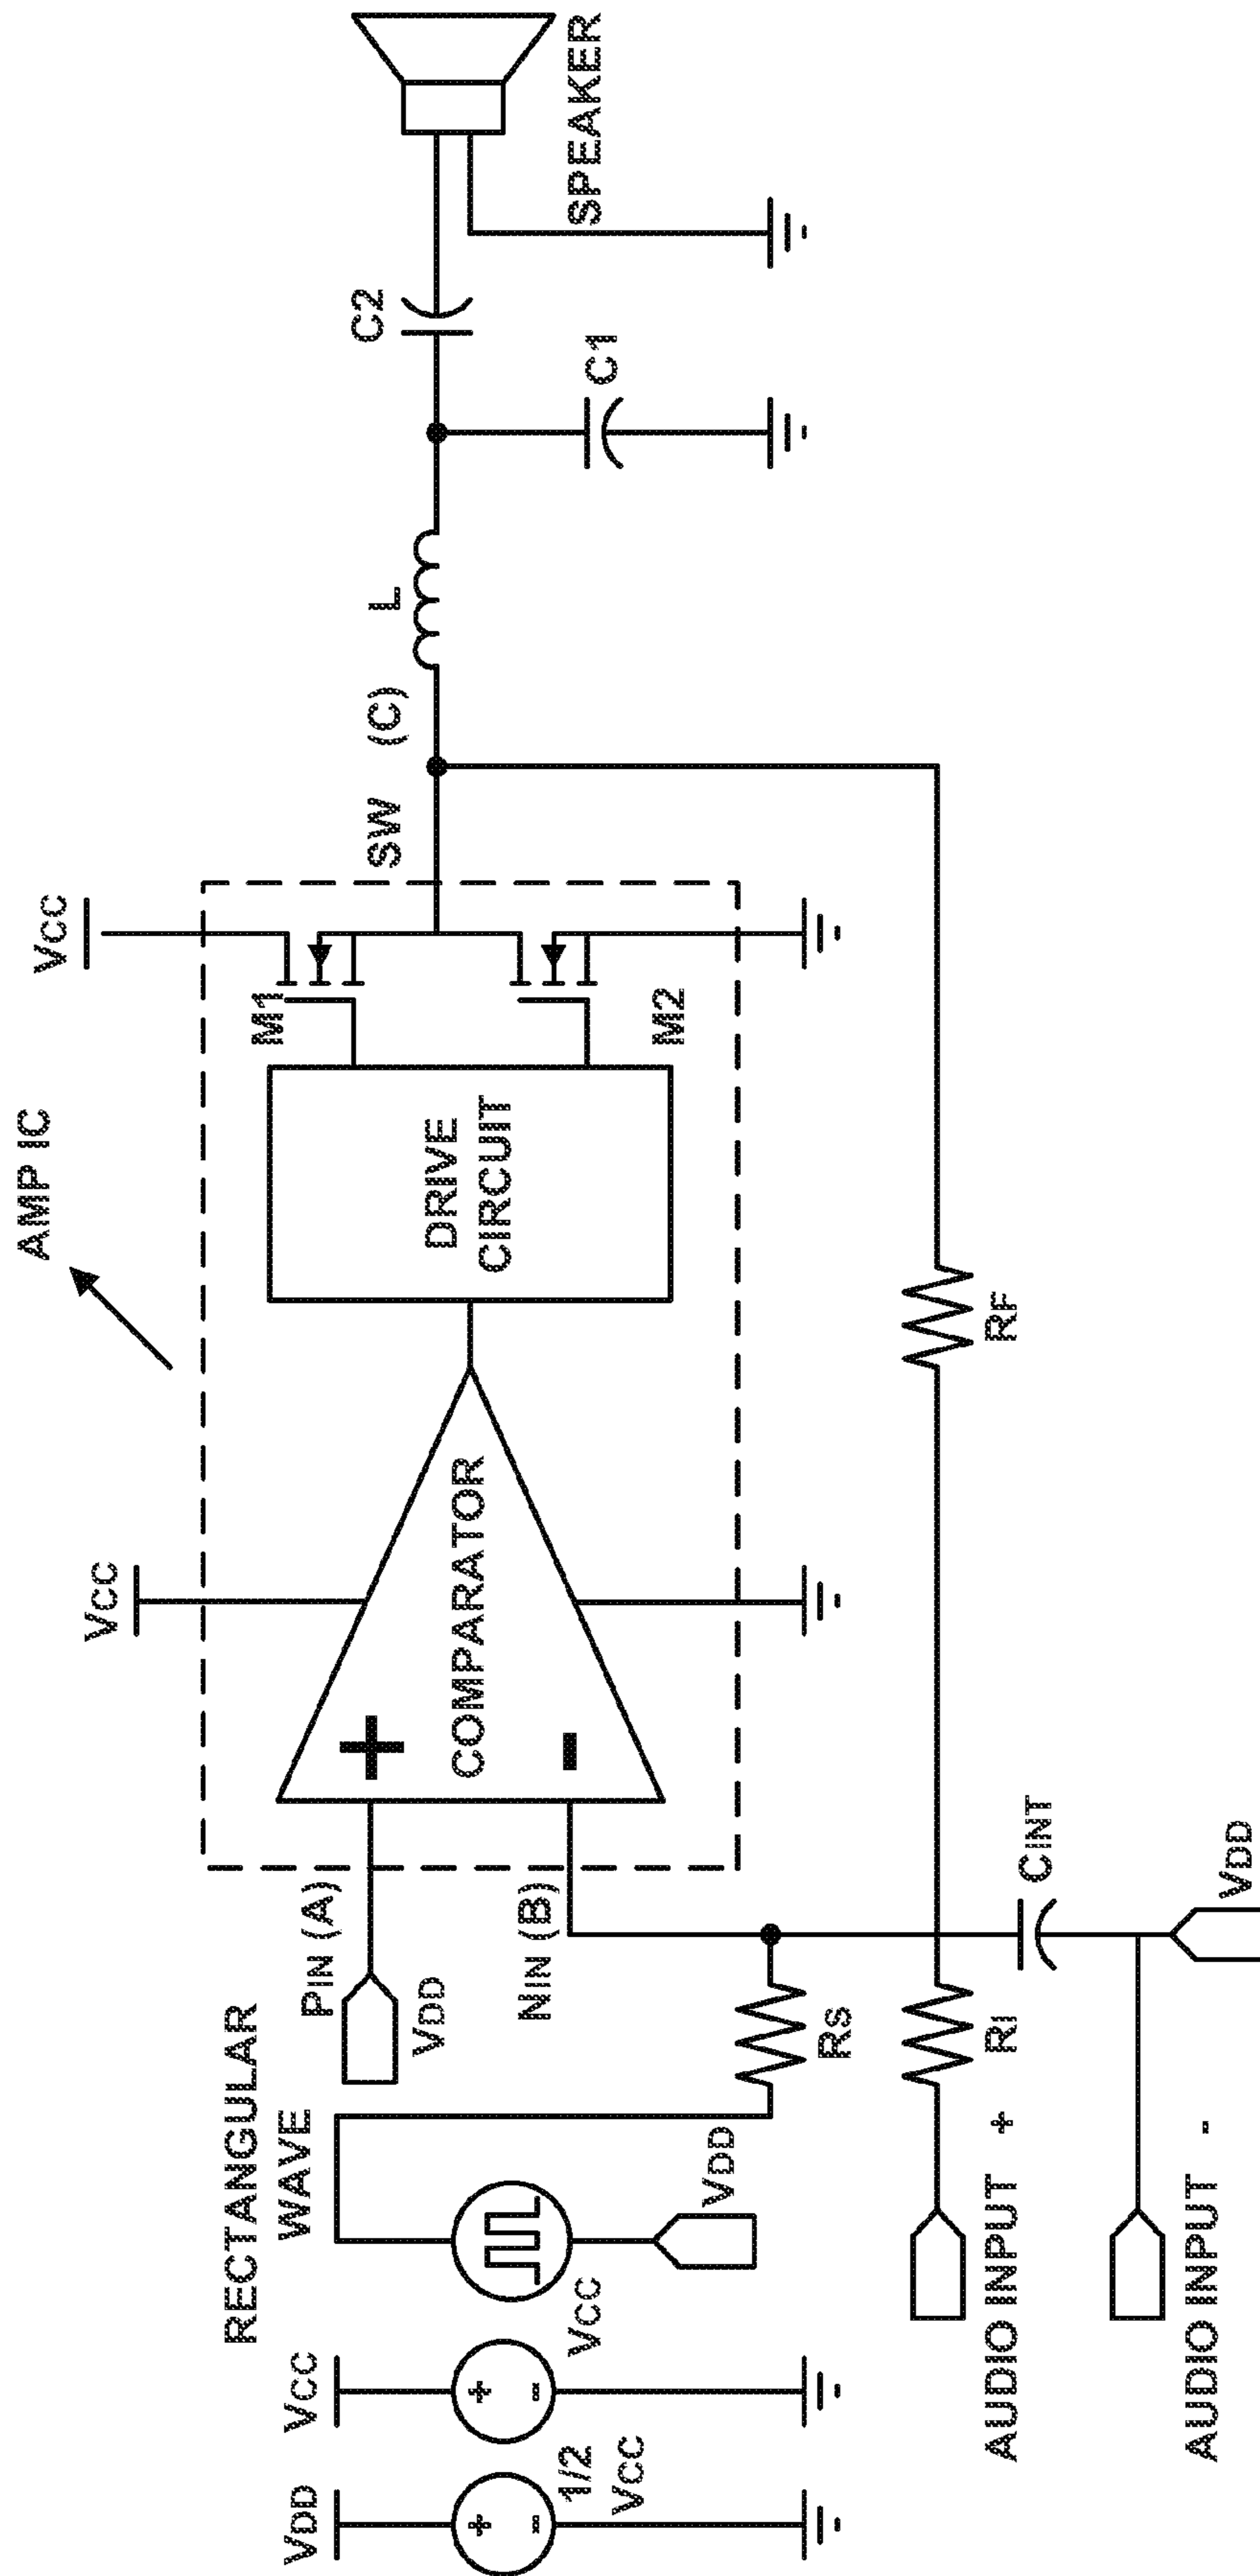 AMP IC
VCC
VCC
M1
M2
DRIVE
CIRCUIT
COMPARATOR
+
-
SW
(C)
L
C2
C1
SPEAKER
PIN (A)
VDD
NIN (B)
RECTANGULAR
WAVE
VDD
VCC
+
-
VCC
VDD
+
-
1/2
VCC
RS
RI
RF
CINT
VDD
AUDIO INPUT +
AUDIO INPUT -